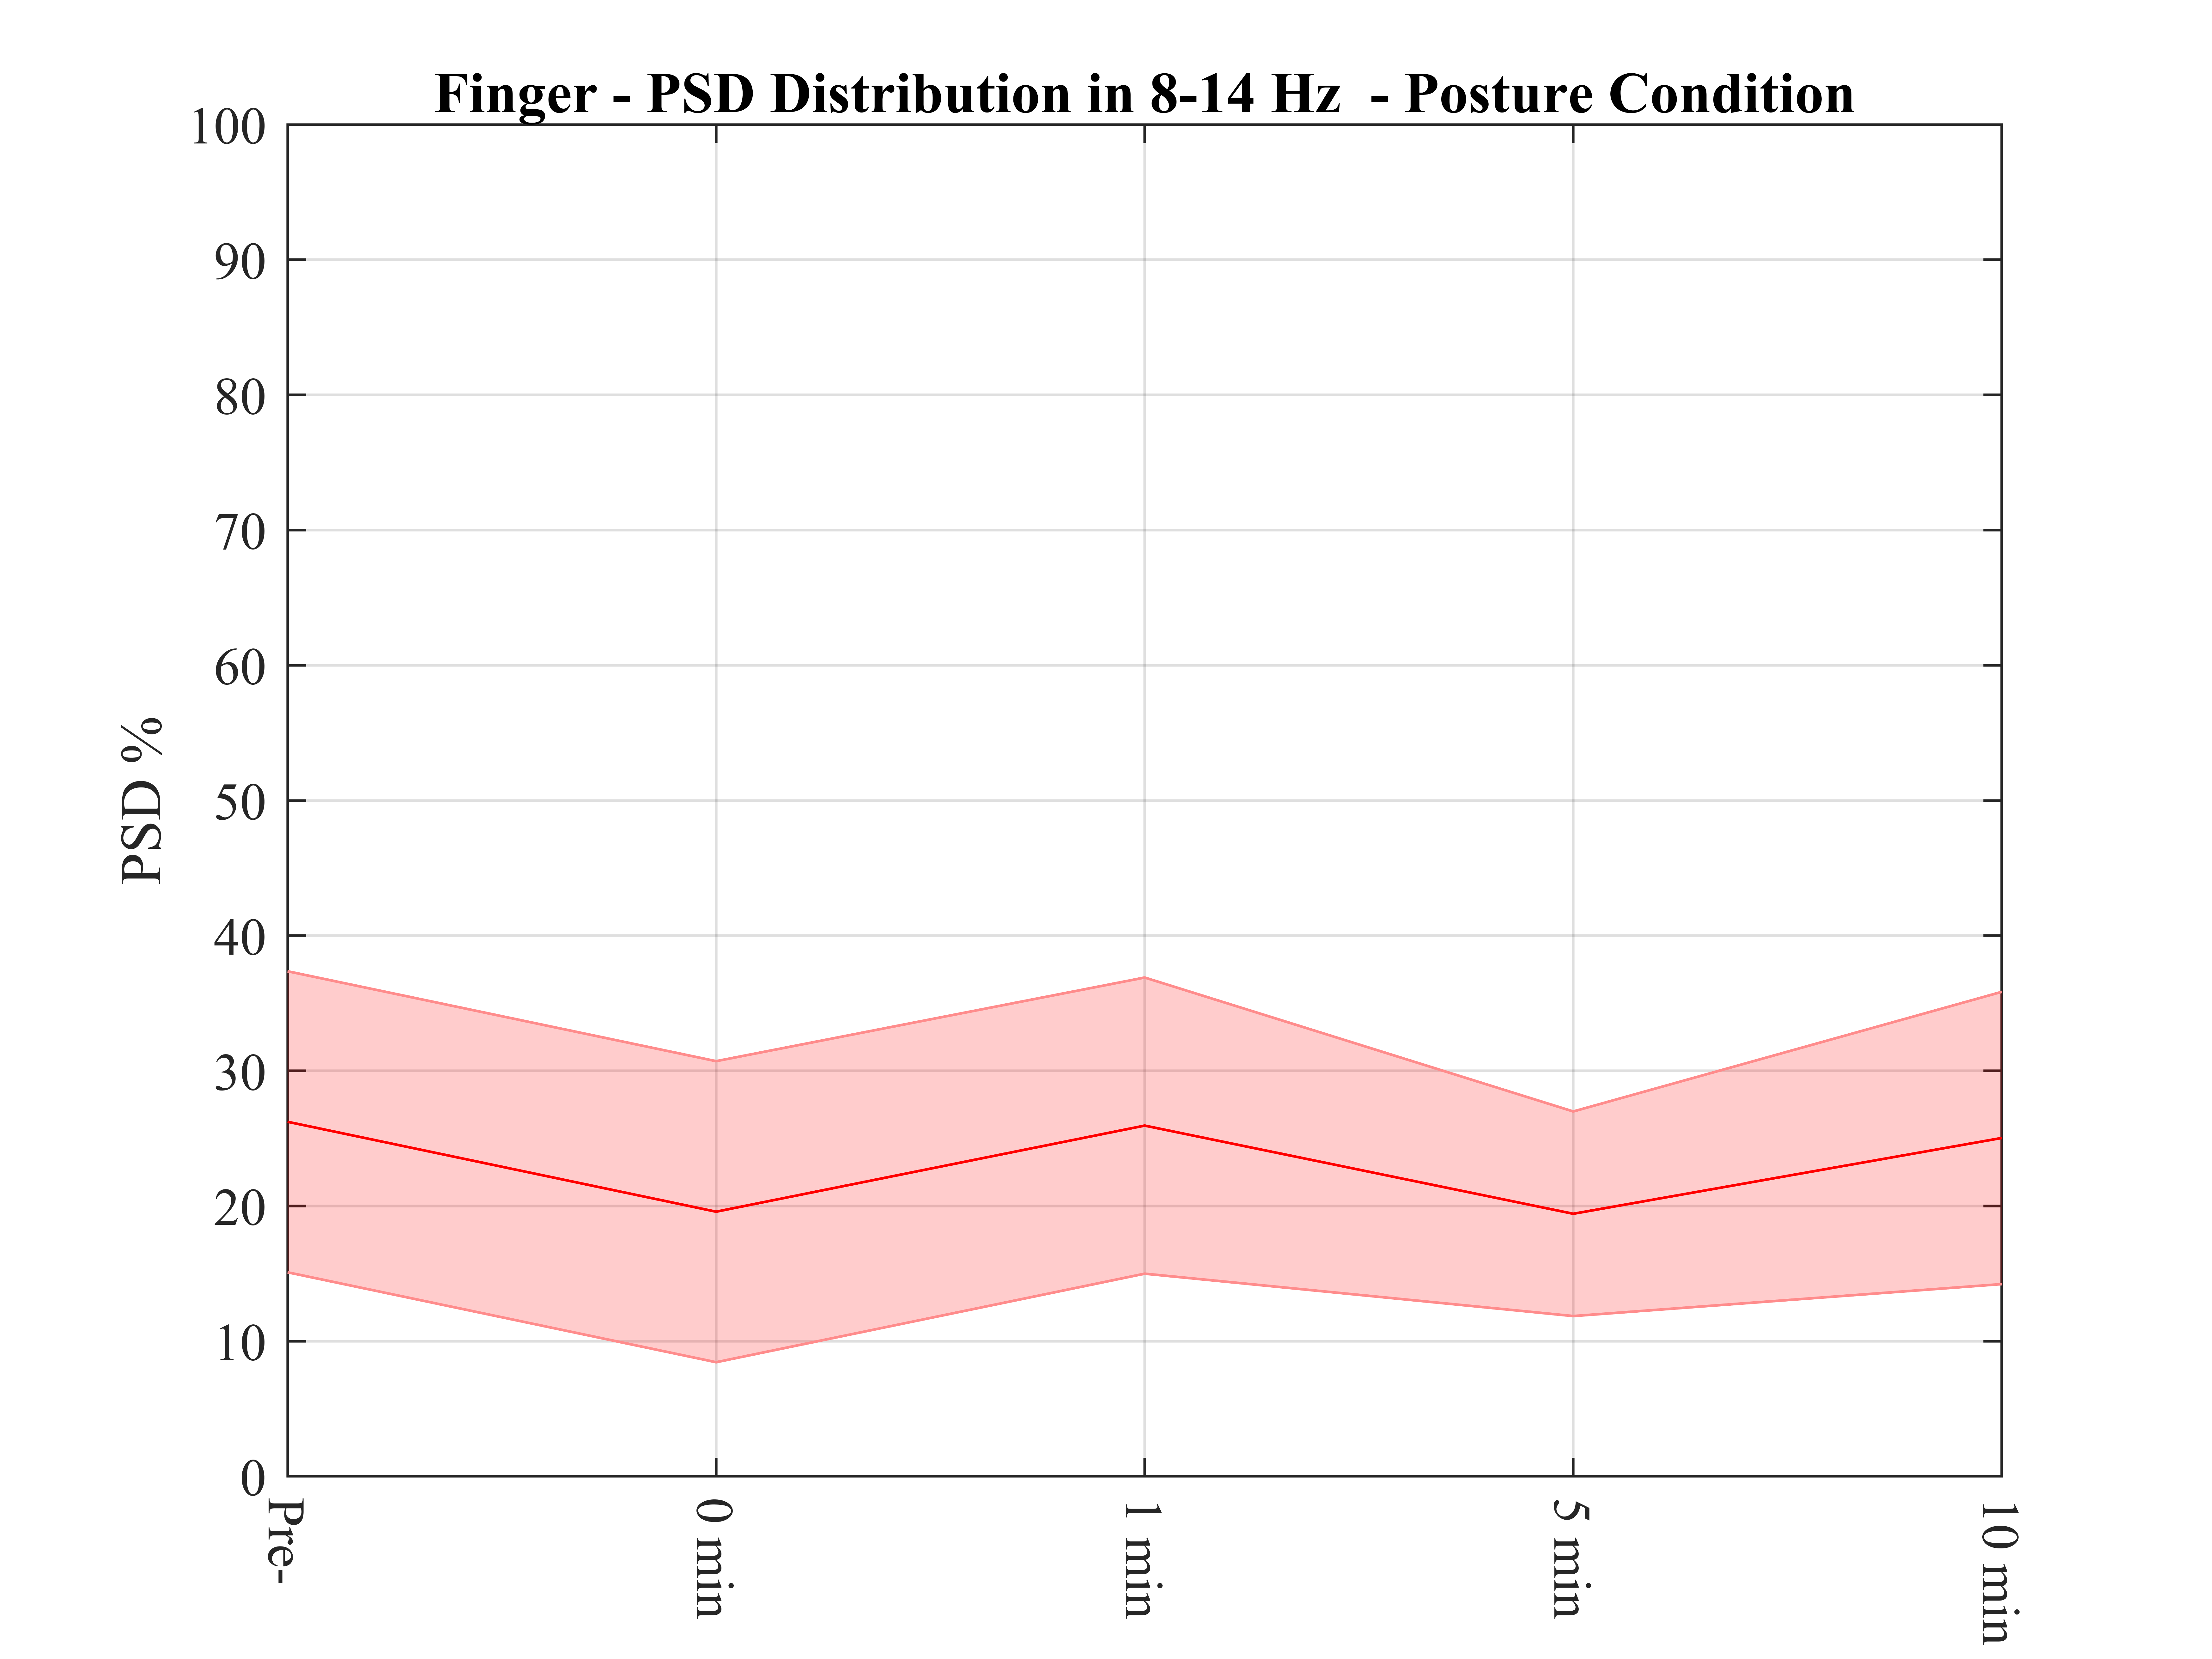 Finger - PSD Distribution in 8-14 Hz - Posture Condition
PSD %
100
90
80
70
60
50
40
30
20
10
0
Pre-
0 min
1 min
5 min
10 min